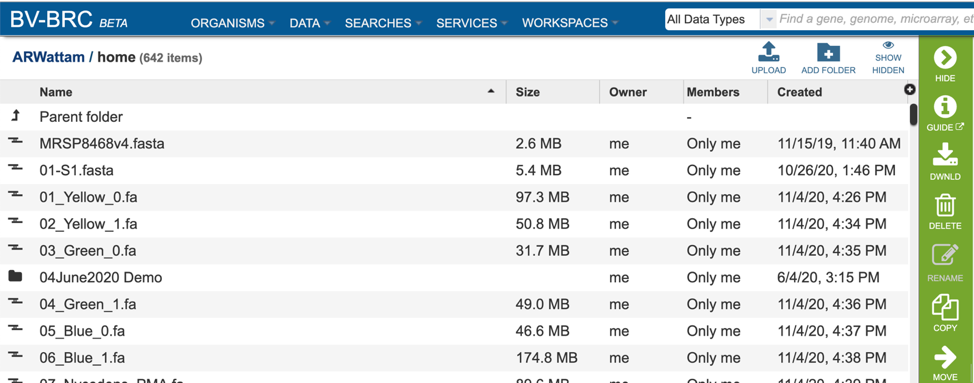 BV-BRC BETA ORGANISMS DATA SEARCHES SERVICES WORKSPACES All Data Types Find a gene, genome, microarray, et
ARWattam / home (642 items) UPLOAD ADD FOLDER SHOW HIDDEN
HIDE
Name Size Owner Members Created
Parent folder -
GUIDE
MRSP8468v4.fasta 2.6 MB me Only me 11/15/19, 11:40 AM
01-S1.fasta 5.4 MB me Only me 10/26/20, 1:46 PM
DWNLD
01_Yellow_0.fa 97.3 MB me Only me 11/4/20, 4:26 PM
02_Yellow_1.fa 50.8 MB me Only me 11/4/20, 4:34 PM
DELETE
03_Green_0.fa 31.7 MB me Only me 11/4/20, 4:35 PM
04June2020 Demo me Only me 6/4/20, 3:15 PM
RENAME
04_Green_1.fa 49.0 MB me Only me 11/4/20, 4:36 PM
05_Blue_0.fa 46.6 MB me Only me 11/4/20, 4:37 PM
COPY
06_Blue_1.fa 174.8 MB me Only me 11/4/20, 4:38 PM
MOVE